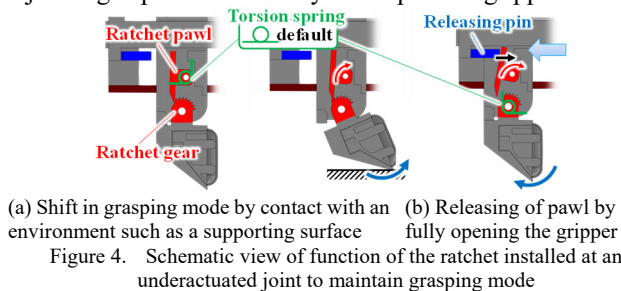 Torsion spring
Releasing pin
Ratchet pawl
default
Ratchet gear
(a) Shift in grasping mode by contact with an
environment such as a supporting surface
(b) Releasing of pawl by
fully opening the gripper
Figure 4. Schematic view of function of the ratchet installed at an
underactuated joint to maintain grasping mode